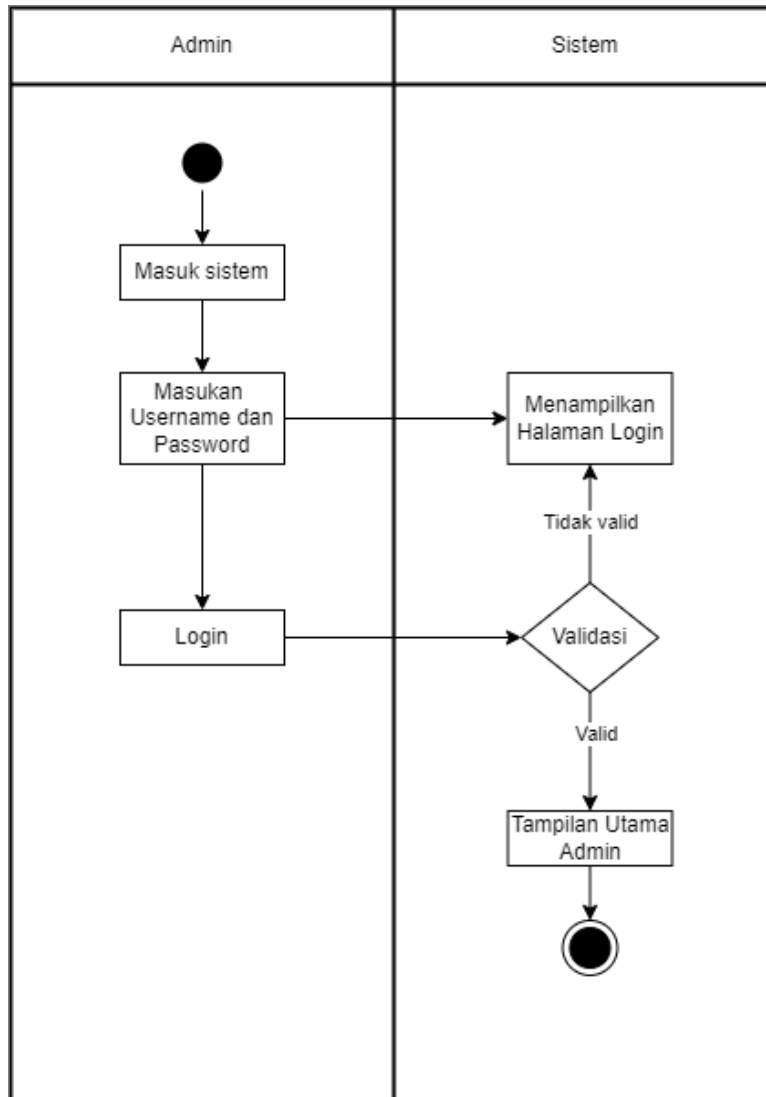 Admin
Sistem
Masuk sistem
Masukan
Username dan
Password
Menampilkan
Halaman Login
Tidak valid
Login
Validasi
Valid
Tampilan Utama
Admin